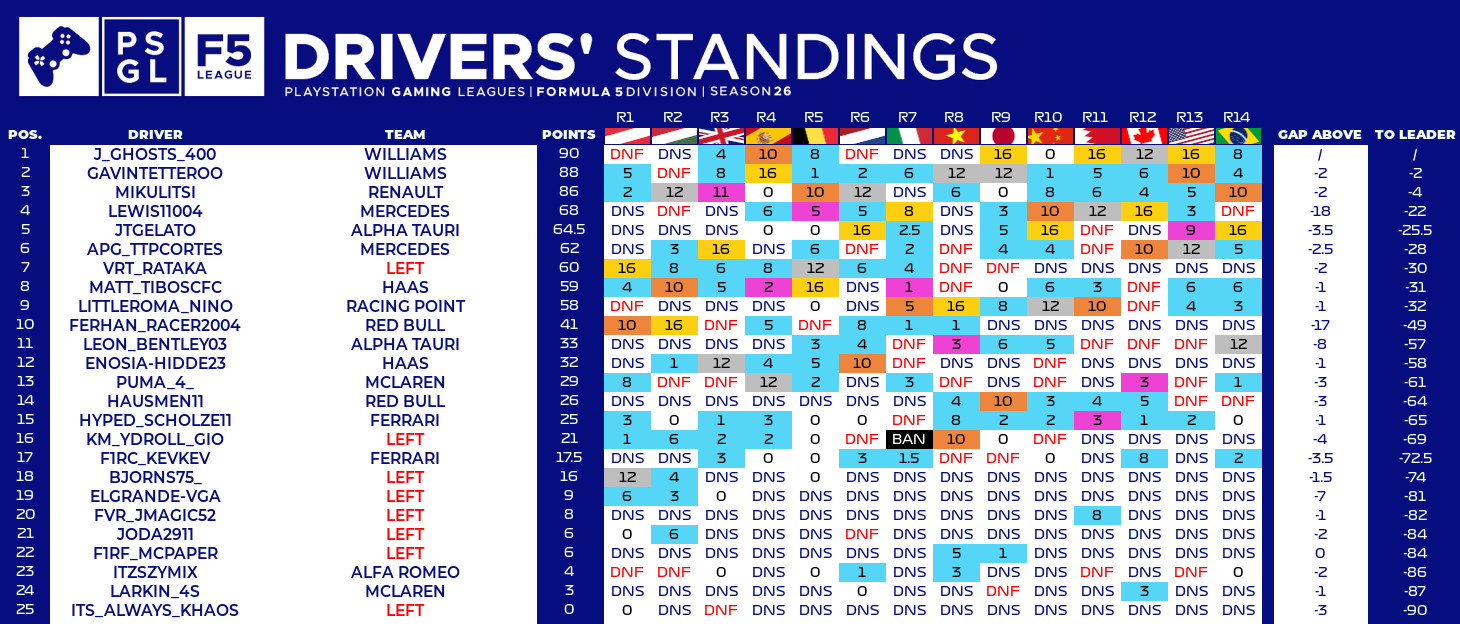 PS GL
F5 LEAGUE
DRIVERS' STANDINGS
PLAYSTATION GAMING LEAGUES | FORMULA 5 DIVISION | SEASON 26
R1 R2 R3 R4 R5 R6 R7 R8 R9 R10 R11 R12 R13 R14
POS. DRIVER TEAM POINTS GAP ABOVE TO LEADER
1 J_GHOSTS_400 WILLIAMS 90 DNF DNS 4 10 8 DNF DNS DNS 16 0 16 12 16 8 / /
2 GAVINTETTEROO WILLIAMS 88 5 DNF 8 16 1 2 6 12 12 1 5 6 10 4 -2 -2
3 MIKULITSI RENAULT 86 2 12 11 0 10 12 DNS 6 0 8 6 4 5 10 -2 -4
4 LEWIS11004 MERCEDES 68 DNS DNF DNS 6 5 5 8 DNS 3 10 12 16 3 DNF -18 -22
5 JTGELATO ALPHA TAURI 64.5 DNS DNS DNS 0 0 16 2.5 DNS 5 16 DNF DNS 9 16 -3.5 -25.5
6 APG_TTPCORTES MERCEDES 62 DNS 3 16 DNS 6 DNF 2 DNF 4 4 DNF 10 12 5 -2.5 -28
7 VRT_RATAKA LEFT 60 16 8 6 8 12 6 4 DNF DNF DNS DNS DNS DNS DNS -2 -30
8 MATT_TIBOSCFC HAAS 59 4 10 5 2 16 DNS 1 DNF 0 6 3 DNF 6 6 -1 -31
9 LITTLEROMA_NINO RACING POINT 58 DNF DNS DNS DNS 0 DNS 5 16 8 12 10 DNF 4 3 -1 -32
10 FERHAN_RACER2004 RED BULL 41 10 16 DNF 5 DNF 8 1 1 DNS DNS DNS DNS DNS DNS -17 -49
11 LEON_BENTLEY03 ALPHA TAURI 33 DNS DNS DNS DNS 3 4 DNF 3 6 5 DNF DNF DNF 12 -8 -57
12 ENOSIA-HIDDE23 HAAS 32 DNS 1 12 4 5 10 DNF DNS DNS DNF DNS DNS DNS DNS -1 -58
13 PUMA_4_ MCLAREN 29 8 DNF DNF 12 2 DNS 3 DNF DNS DNF DNS 3 DNF 1 -3 -61
14 HAUSMEN11 RED BULL 26 DNS DNS DNS DNS DNS DNS DNS 4 10 3 4 5 DNF DNF -3 -64
15 HYPED_SCHOLZE11 FERRARI 25 3 0 1 3 0 0 DNF 8 2 2 3 1 2 0 -1 -65
16 KM_YDROLL_GIO LEFT 21 1 6 2 2 0 DNF BAN 10 0 DNF DNS DNS DNS DNS -4 -69
17 F1RC_KEVKEV FERRARI 17.5 DNS DNS 3 0 0 3 1.5 DNF DNF 0 DNS 8 DNS 2 -3.5 -72.5
18 BJORNS75_ LEFT 16 12 4 DNS DNS 0 DNS DNS DNS DNS DNS DNS DNS DNS DNS -1.5 -74
19 ELGRANDE-VGA LEFT 9 6 3 0 DNS DNS DNS DNS DNS DNS DNS DNS DNS DNS DNS -7 -81
20 FVR_JMAGIC52 LEFT 8 DNS DNS DNS DNS DNS DNS DNS DNS DNS DNS 8 DNS DNS DNS -1 -82
21 JODA2911 LEFT 6 0 6 DNS DNS DNS DNF DNS DNS DNS DNS DNS DNS DNS DNS -2 -84
22 F1RF_MCPAPER LEFT 6 DNS DNS DNS DNS DNS DNS DNS 5 1 DNS DNS DNS DNS DNS 0 -84
23 ITZSZYMIX ALFA ROMEO 4 DNF DNF 0 DNS 0 1 DNS 3 DNS DNS DNF DNS DNF 0 -2 -86
24 LARKIN_4S MCLAREN 3 DNS DNS DNS DNS DNS 0 DNS DNS DNF DNS DNS 3 DNS DNS -1 -87
25 ITS_ALWAYS_KHAOS LEFT 0 0 DNS DNF DNS DNS DNS DNS DNS DNS DNS DNS DNS DNS DNS -3 -90